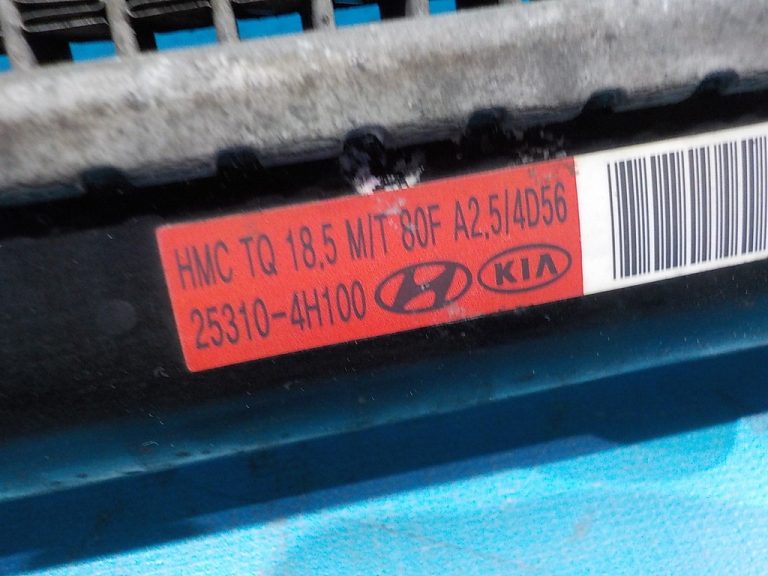 HMC TQ 18,5 M/T 80F A2,5/4D56
25310-4H100 KIA